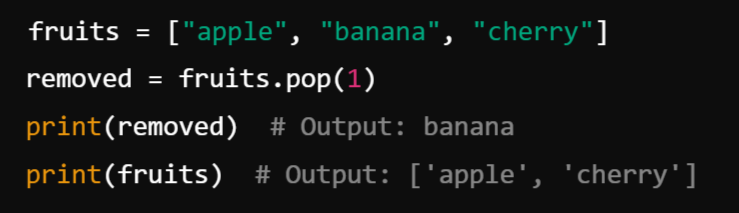 fruits = ["apple", "banana", "cherry"]
removed = fruits.pop(1)
print(removed)  # Output: banana
print(fruits)  # Output: ['apple', 'cherry']